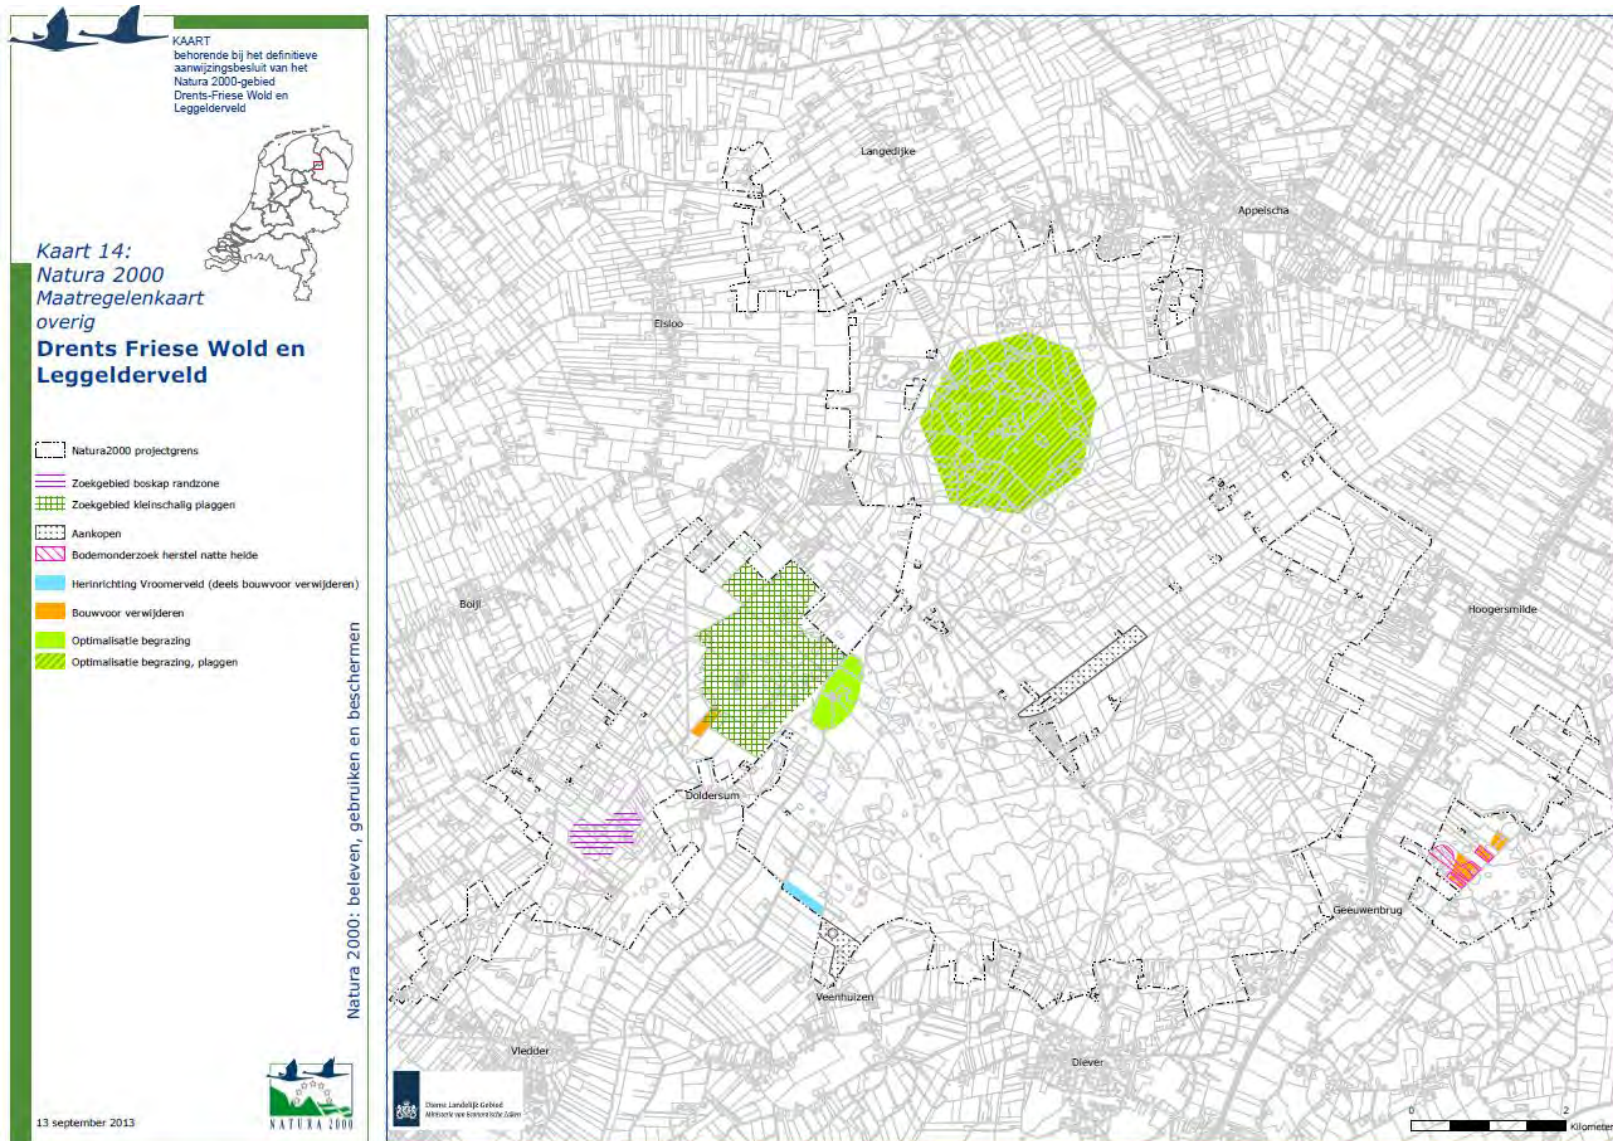 KAART
behorende bij het definitieve
aanwijzingsbesluit van het
Natura 2000-gebied
Drents-Friese Wold en
Leggelderveld
Kaart 14:
Natura 2000
Maatregelenkaart
overig
Drents Friese Wold en
Leggelderveld
Natura2000 projectgrens
Zoekgebied boskap randzone
Zoekgebied kleinschalig plaggen
Aankopen
Bodemonderzoek herstel natte heide
Herinrichting Vroomerveld (deels bouwvoor verwijderen)
Bouwvoor verwijderen
Optimalisatie begrazing
Optimalisatie begrazing, plaggen
Natura 2000: beleven, gebruiken en beschermen
13 september 2013
NATURA 2000
Langedijke
Appelscha
Elsloo
Boijl
Hoogersmilde
Doldersum
Geeuwenbrug
Veenhuizen
Vledder
Diever
Dienst Landelijk Gebied
Ministerie van Economische Zaken
0 2
Kilometer